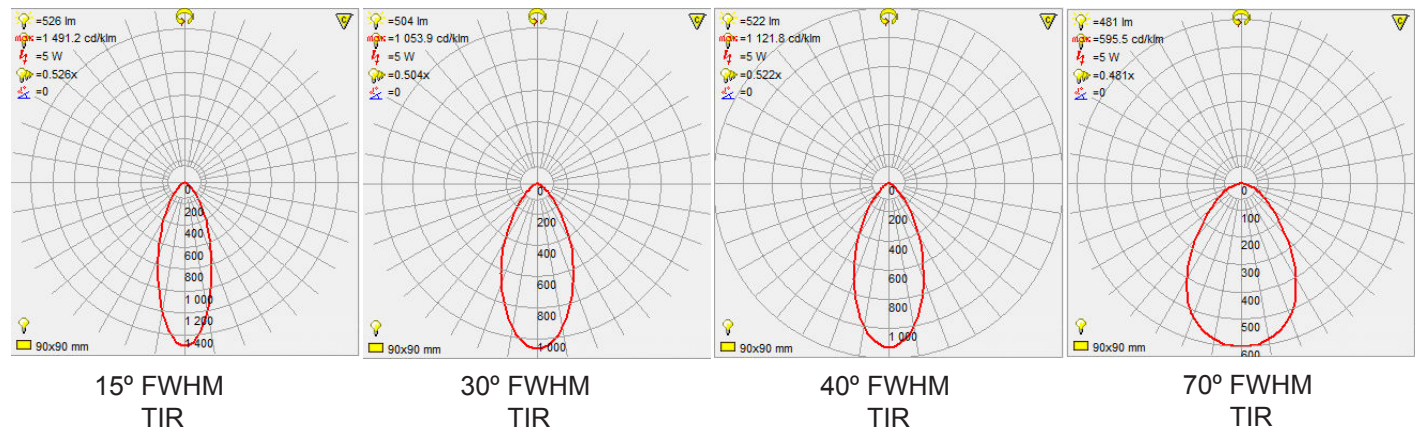 =526 lm
max=1 491.2 cd/klm
=5 W
=0.526x
=0
C
0
200
400
600
800
1 000
1 200
1 400
90x90 mm
15º FWHM
TIR
=504 lm
max=1 053.9 cd/klm
=5 W
=0.504x
=0
C
0
200
400
600
800
1 000
90x90 mm
30º FWHM
TIR
=522 lm
max=1 121.8 cd/klm
=5 W
=0.522x
=0
C
0
200
400
600
800
1 000
90x90 mm
40º FWHM
TIR
=481 lm
max=595.5 cd/klm
=5 W
=0.481x
=0
C
0
100
200
300
400
500
600
90x90 mm
70º FWHM
TIR